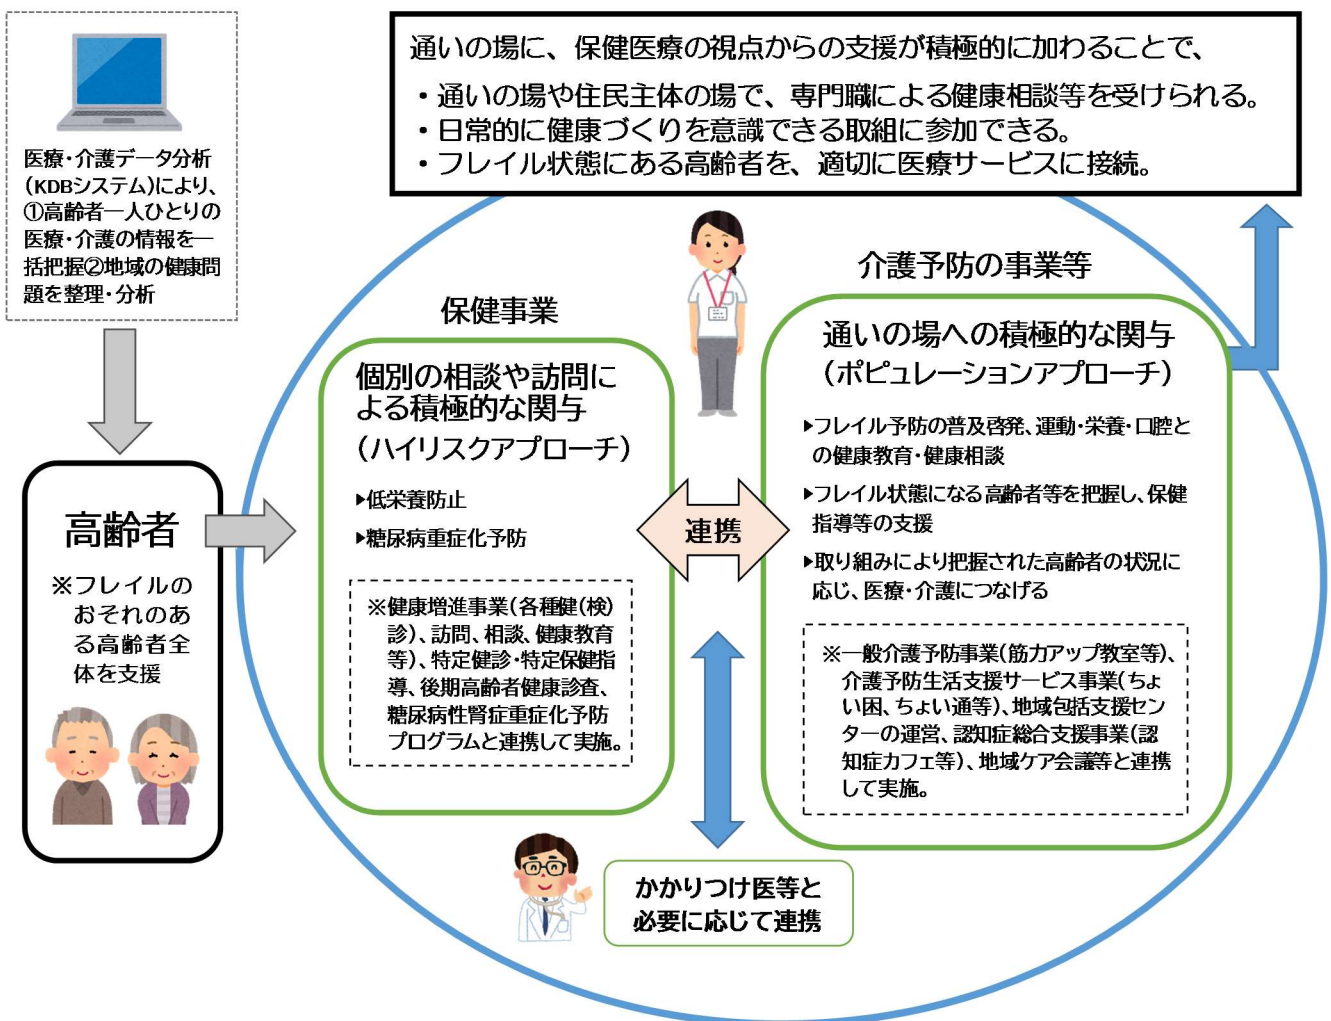 通いの場に、保健医療の視点からの支援が積極的に加わることで、
・通いの場や住民主体の場で、専門職による健康相談等を受けられる。
・日常的に健康づくりを意識できる取組に参加できる。
・フレイル状態にある高齢者を、適切に医療サービスに接続。
医療・介護データ分析
(KDBシステム)により、
①高齢者一人ひとりの
医療・介護の情報を一
括把握②地域の健康問
題を整理・分析
高齢者
※フレイルの
おそれのあ
る高齢者全
体を支援
保健事業
個別の相談や訪問に
よる積極的な関与
(ハイリスクアプローチ)
▶低栄養防止
▶糖尿病重症化予防
※健康増進事業(各種健(検)
診)、訪問、相談、健康教育
等)、特定健診・特定保健指
導、後期高齢者健康診査、
糖尿病性腎症重症化予防
プログラムと連携して実施。
連携
介護予防の事業等
通いの場への積極的な関与
(ポピュレーションアプローチ)
▶フレイル予防の普及啓発、運動・栄養・口腔と
の健康教育・健康相談
▶フレイル状態になる高齢者等を把握し、保健
指導等の支援
▶取り組みにより把握された高齢者の状況に
応じ、医療・介護につなげる
※一般介護予防事業(筋力アップ教室等)、
介護予防生活支援サービス事業(ちょ
い困、ちょい通等)、地域包括支援セン
ターの運営、認知症総合支援事業(認
知症カフェ等)、地域ケア会議等と連携
して実施。
かかりつけ医等と
必要に応じて連携